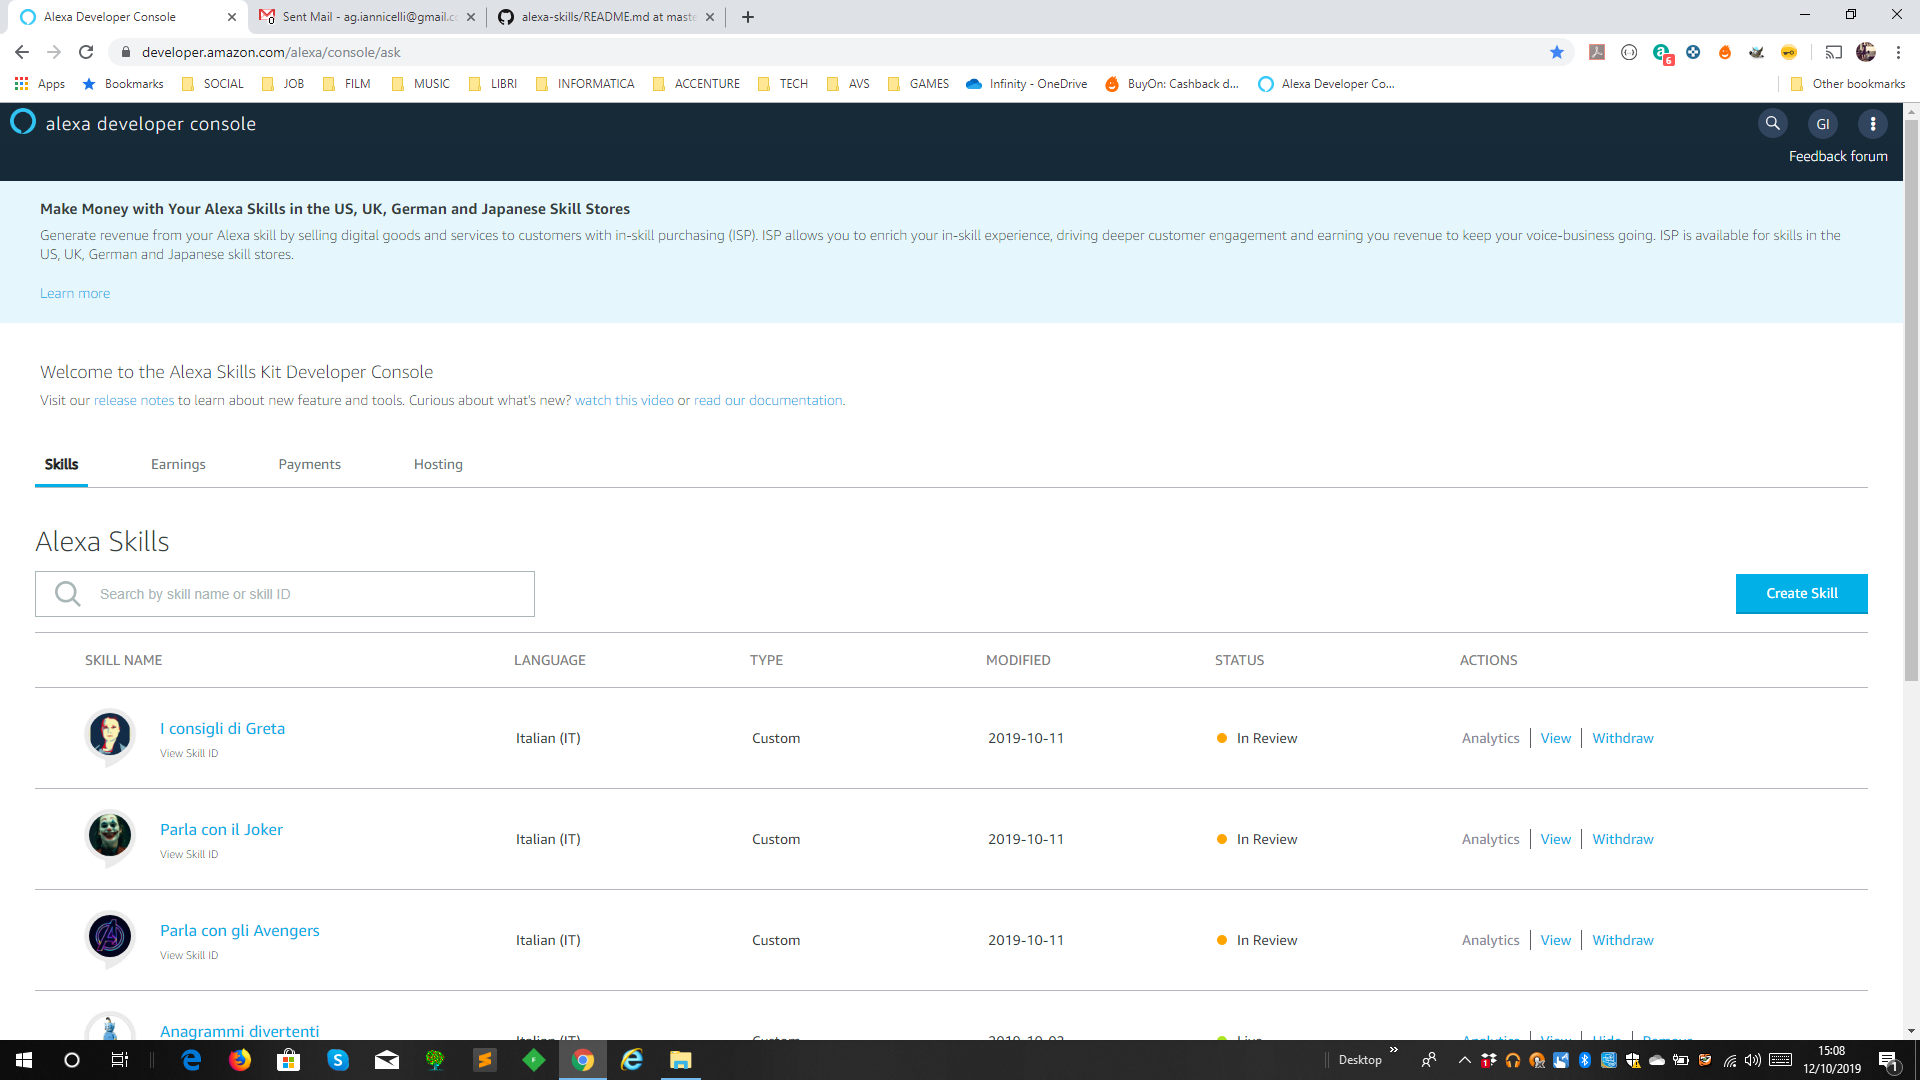 Alexa Developer Console
Sent Mail - ag.iannicelli@gmail.c
alexa-skills/README.md at maste
developer.amazon.com/alexa/console/ask
6
Apps
Bookmarks
SOCIAL
JOB
FILM
MUSIC
LIBRI
INFORMATICA
ACCENTURE
TECH
AVS
GAMES
Infinity - OneDrive
BuyOn: Cashback d...
Alexa Developer Co...
Other bookmarks
alexa developer console
GI
Feedback forum
Make Money with Your Alexa Skills in the US, UK, German and Japanese Skill Stores
Generate revenue from your Alexa skill by selling digital goods and services to customers with in-skill purchasing (ISP). ISP allows you to enrich your in-skill experience, driving deeper customer engagement and earning you revenue to keep your voice-business going. ISP is available for skills in the
US, UK, German and Japanese skill stores.
Learn more
Welcome to the Alexa Skills Kit Developer Console
Visit our release notes to learn about new feature and tools. Curious about what's new? watch this video or read our documentation.
Skills
Earnings
Payments
Hosting
Alexa Skills
Search by skill name or skill ID
Create Skill
SKILL NAME LANGUAGE TYPE MODIFIED STATUS ACTIONS
I consigli di Greta
View Skill ID
Italian (IT) Custom 2019-10-11 In Review Analytics View Withdraw
Parla con il Joker
View Skill ID
Italian (IT) Custom 2019-10-11 In Review Analytics View Withdraw
Parla con gli Avengers
View Skill ID
Italian (IT) Custom 2019-10-11 In Review Analytics View Withdraw
Anagrammi divertenti
Desktop
15:08
12/10/2019
1